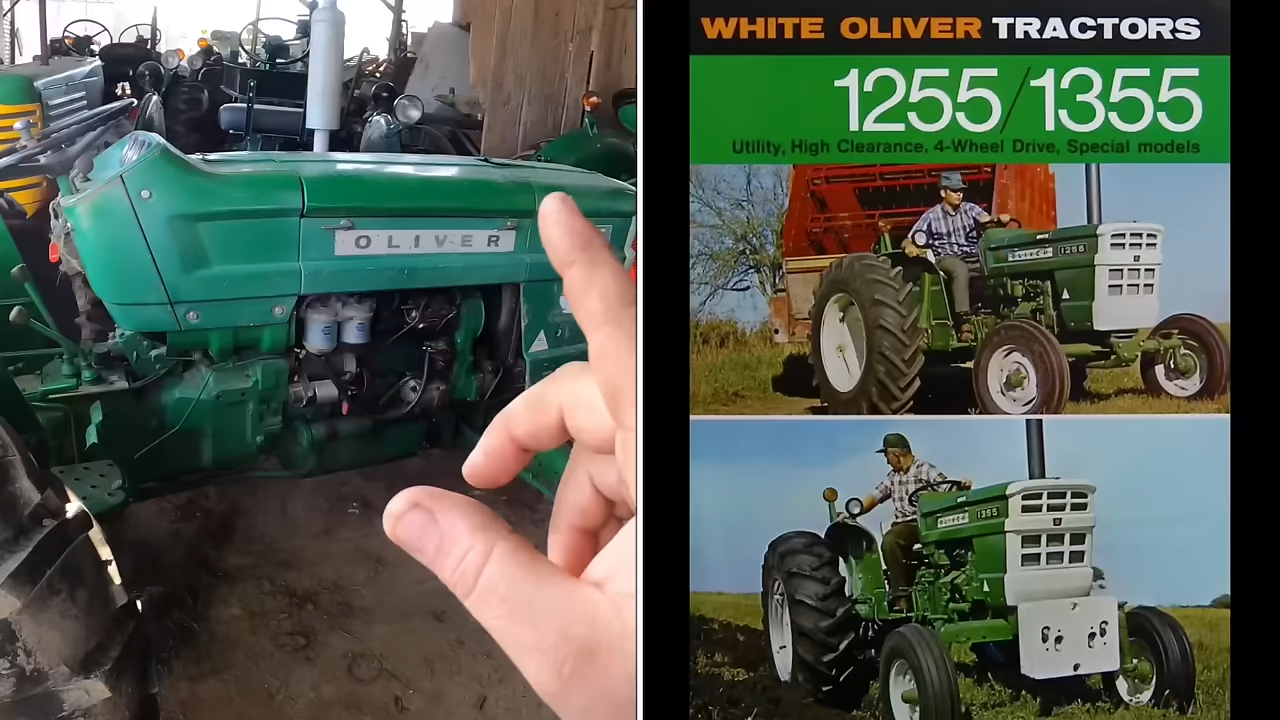 OLIVER
WHITE OLIVER TRACTORS
1255/1355
Utility, High Clearance, 4-Wheel Drive, Special models
OLIVER 1255
OLIVER 1355